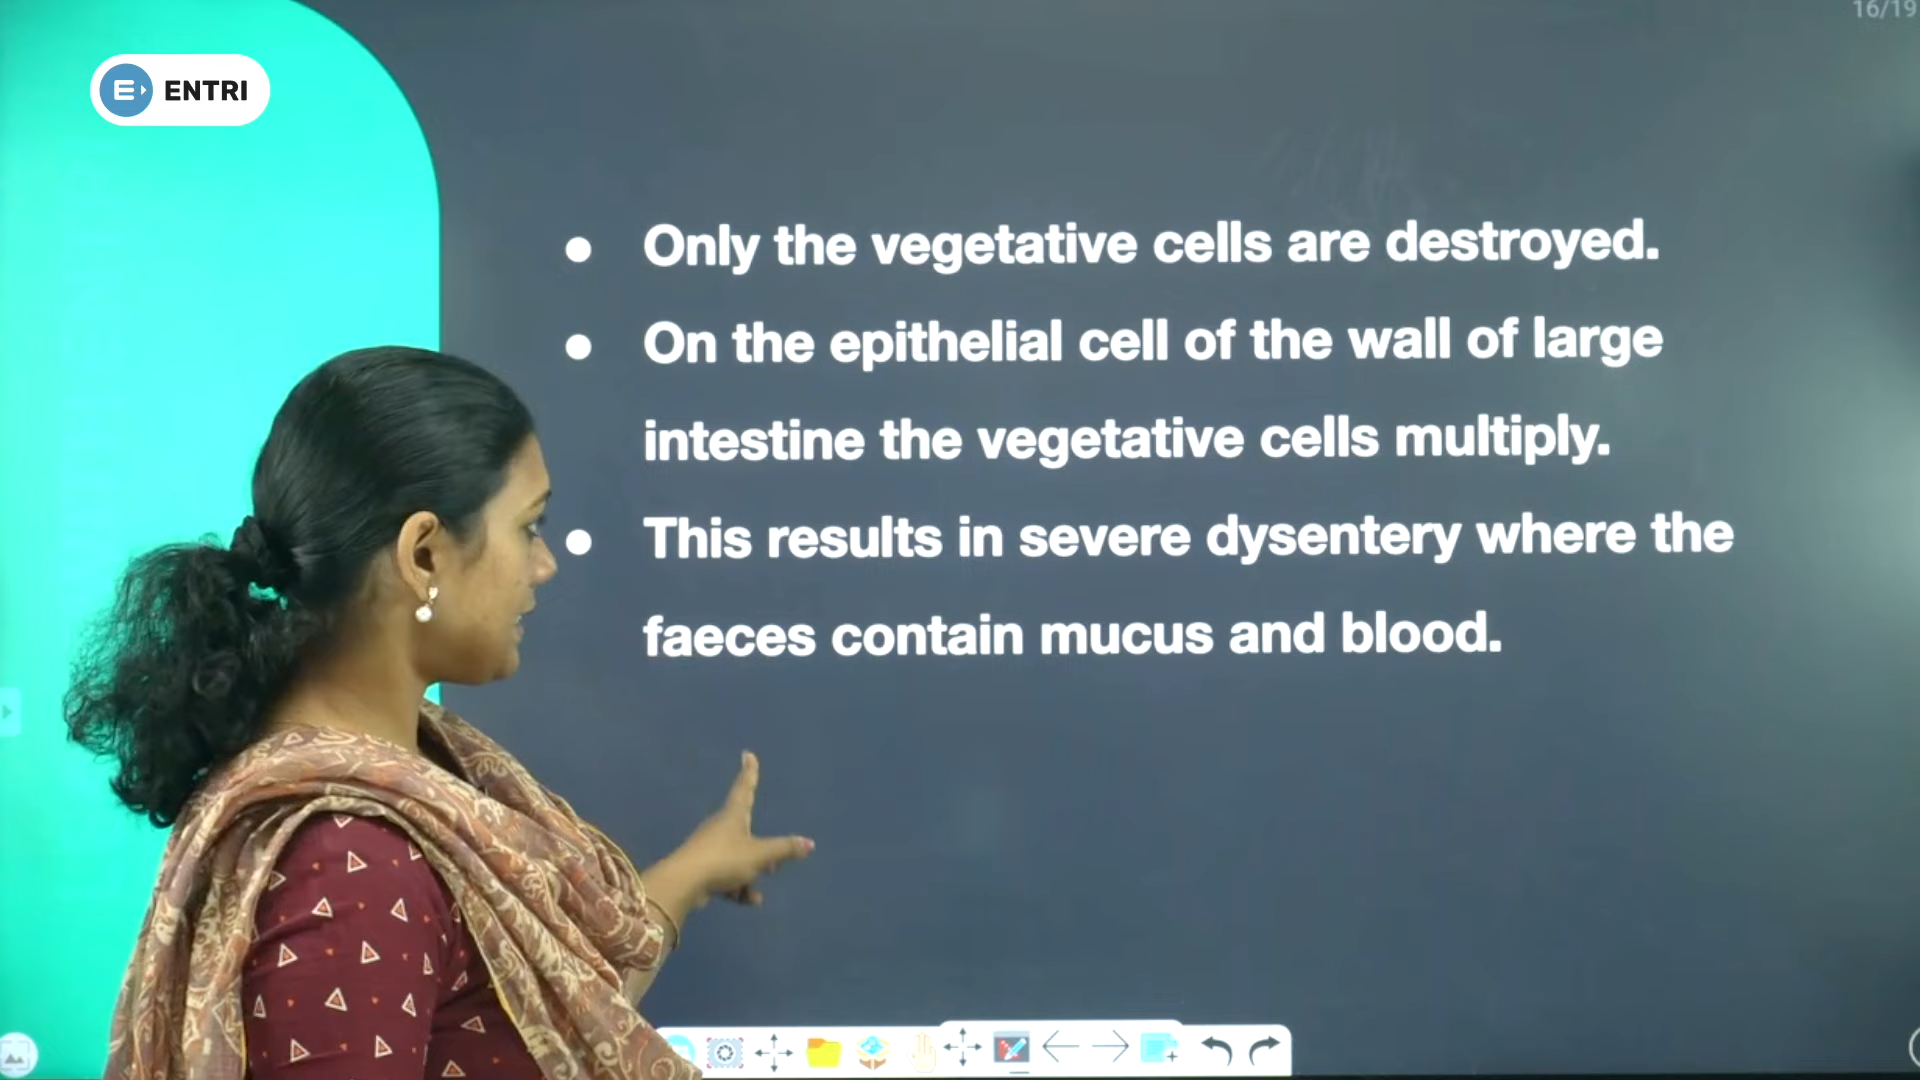 16/19
ENTRI
● Only the vegetative cells are destroyed.
● On the epithelial cell of the wall of large
intestine the vegetative cells multiply.
● This results in severe dysentery where the
faeces contain mucus and blood.